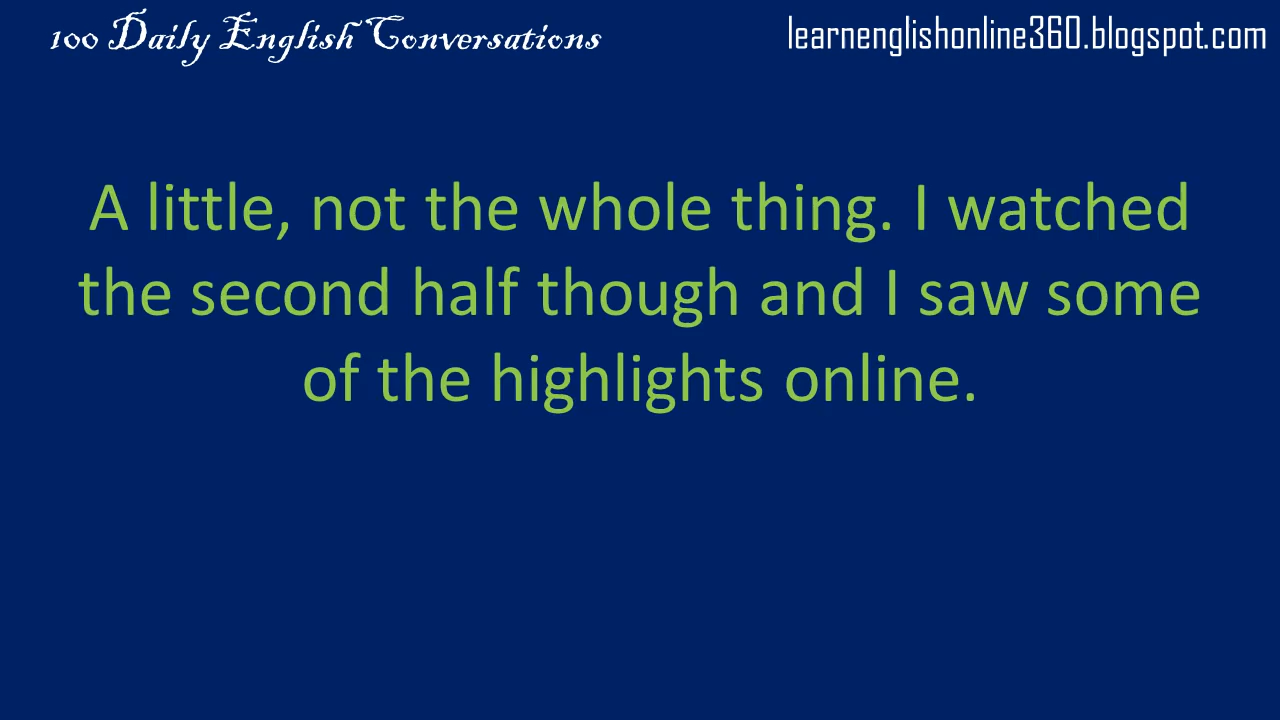 100 Daily English Conversations
learnenglishonline360.blogspot.com
A little, not the whole thing. I watched
the second half though and I saw some
of the highlights online.